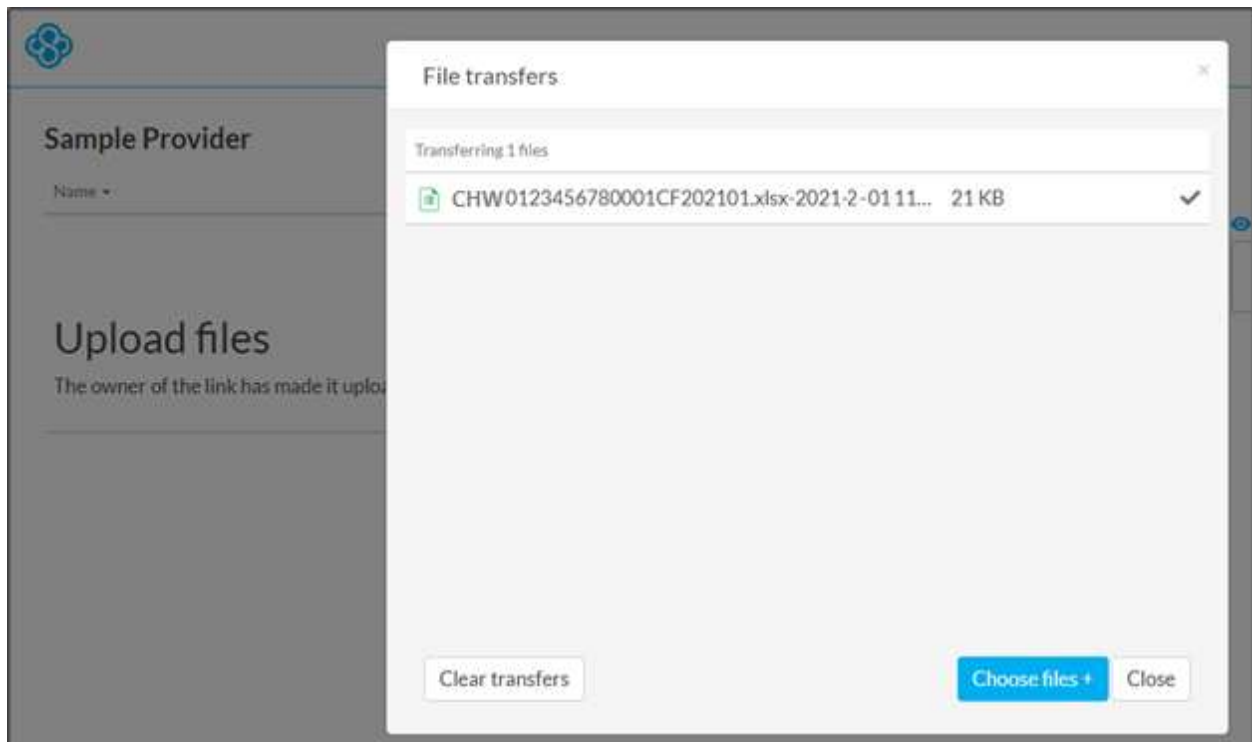 File transfers
×
Sample Provider
Transferring 1 files
Name
CHW0123456780001CF202101.xlsx-2021-2-01 11... 21 KB
Upload files
The owner of the link has made it uploa
Clear transfers
Choose files +
Close